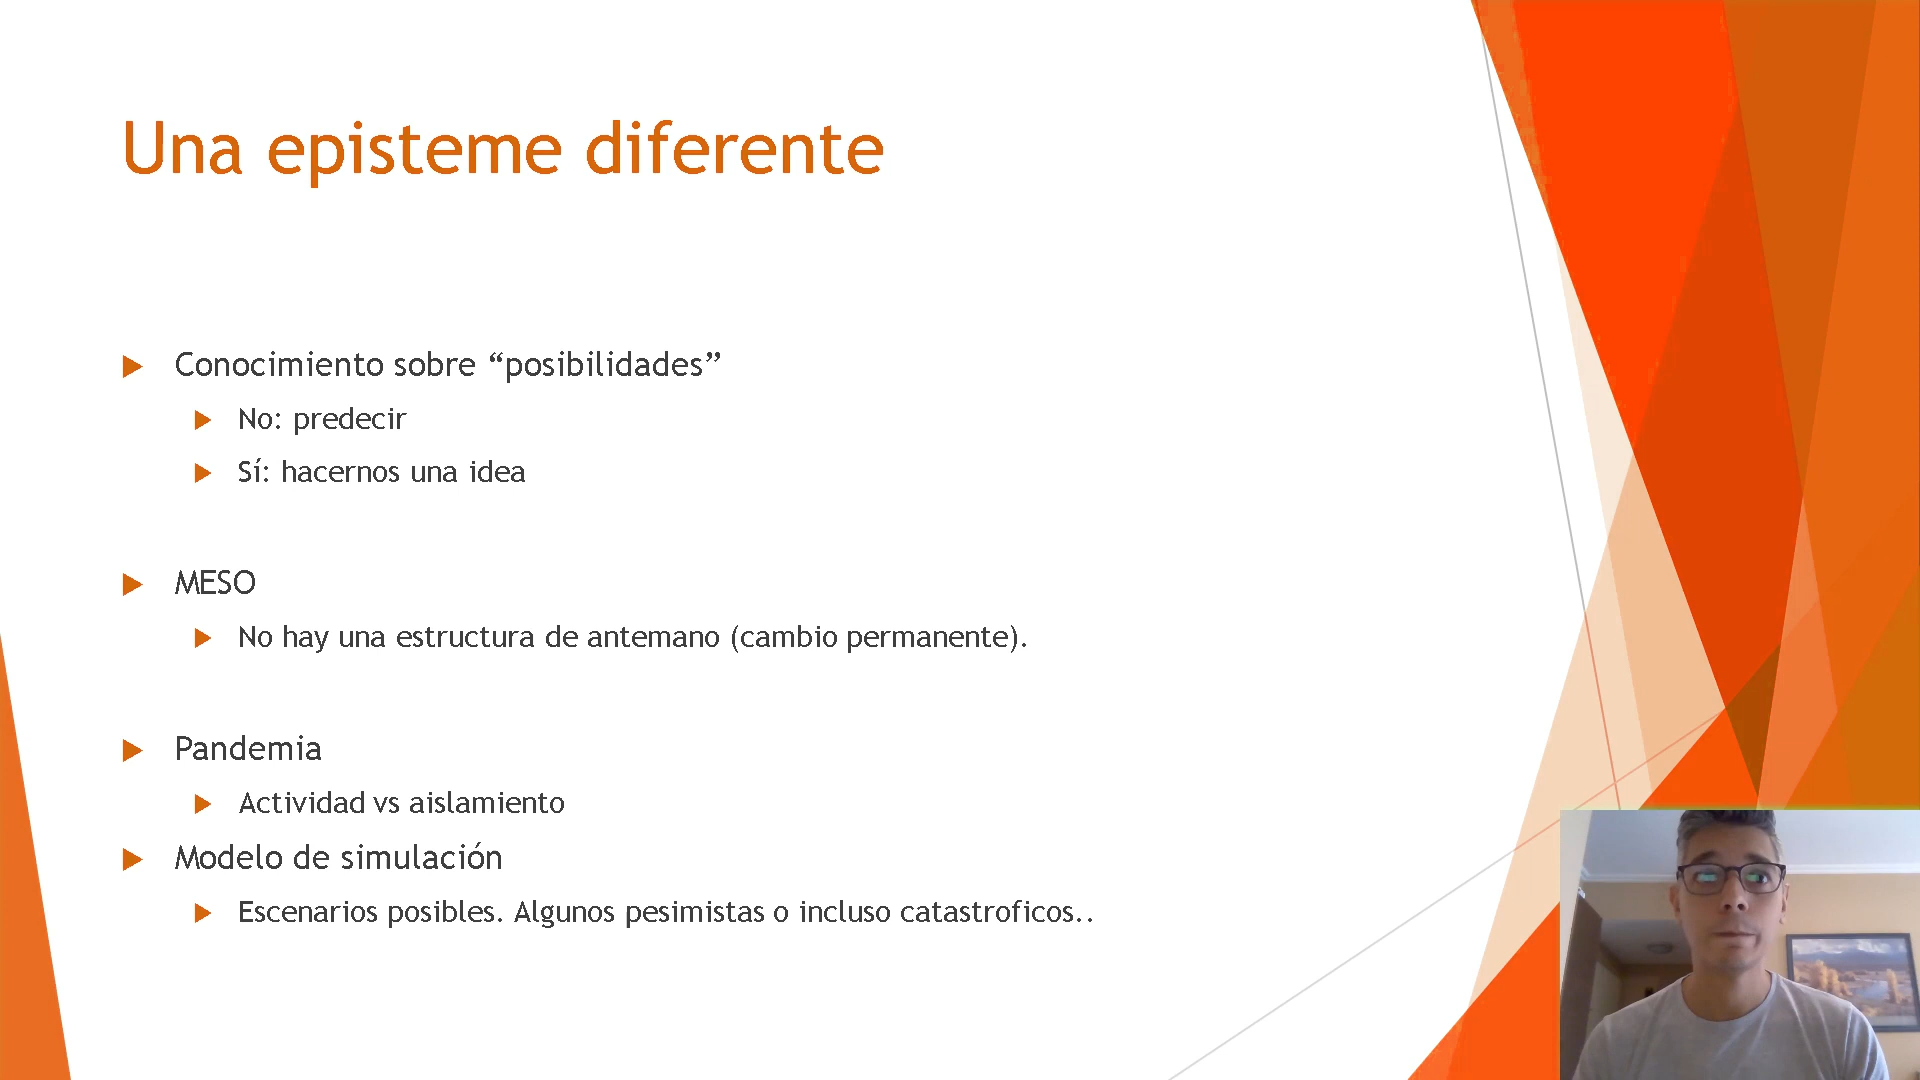 Una episteme diferente
Conocimiento sobre “posibilidades”
No: predecir
Sí: hacernos una idea
MESO
No hay una estructura de antemano (cambio permanente).
Pandemia
Actividad vs aislamiento
Modelo de simulación
Escenarios posibles. Algunos pesimistas o incluso catastroficos..